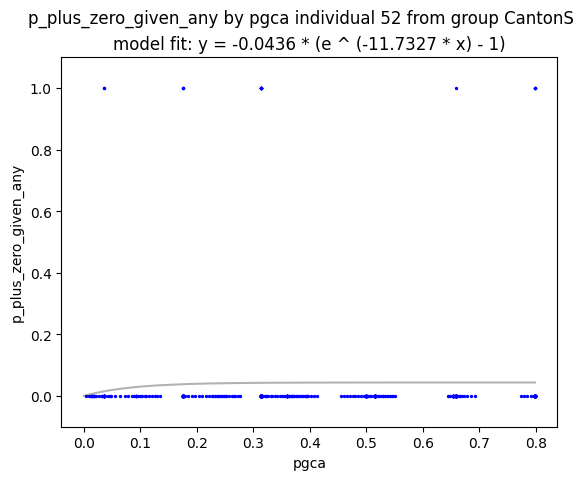 p_plus_zero_given_any by pgca individual 52 from group CantonS
model fit: y = -0.0436 * (e ^ (-11.7327 * x) - 1)
1.0
0.8
0.6
0.4
0.2
0.0
p_plus_zero_given_any
0.0 0.1 0.2 0.3 0.4 0.5 0.6 0.7 0.8
pgca